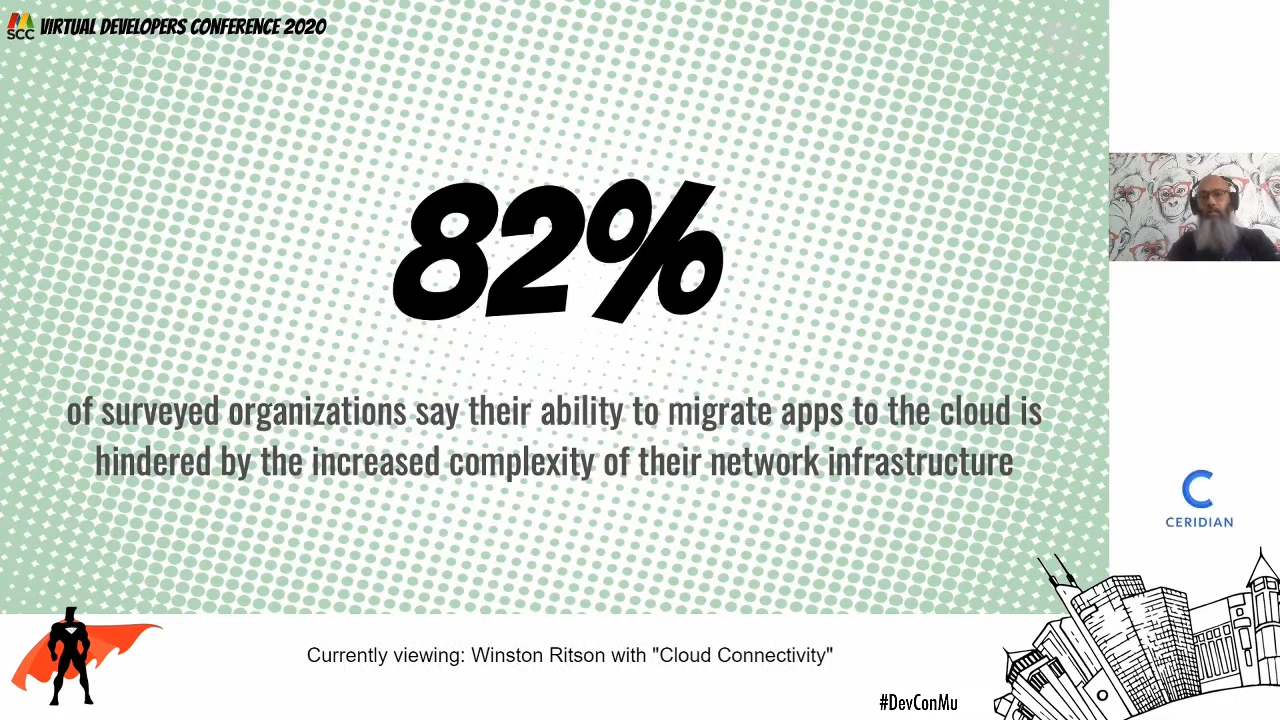 SCC VIRTUAL DEVELOPERS CONFERENCE 2020
82%
of surveyed organizations say their ability to migrate apps to the cloud is
hindered by the increased complexity of their network infrastructure
C
CERIDIAN
Currently viewing: Winston Ritson with "Cloud Connectivity"
#DevConMu